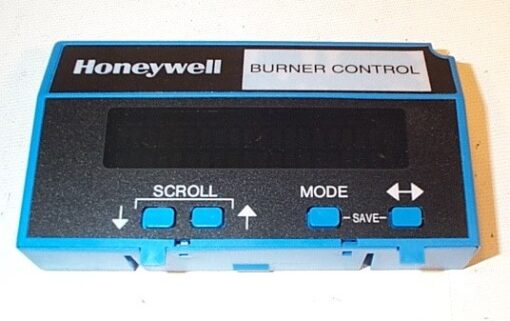 Honeywell
BURNER CONTROL
SCROLL
MODE
SAVE